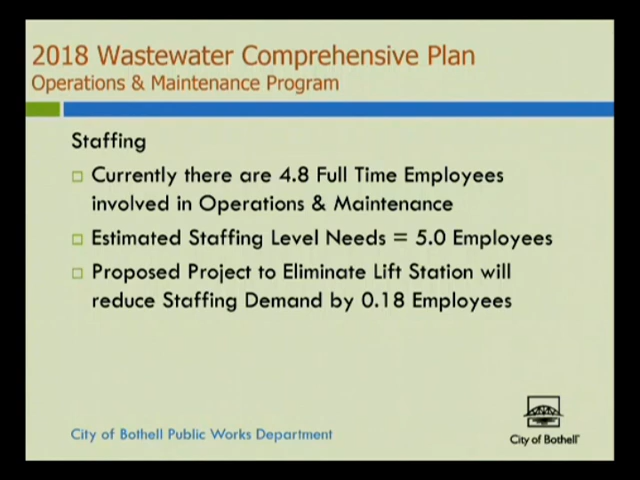 2018 Wastewater Comprehensive Plan
Operations & Maintenance Program
Staffing
Currently there are 4.8 Full Time Employees
involved in Operations & Maintenance
Estimated Staffing Level Needs = 5.0 Employees
Proposed Project to Eliminate Lift Station will
reduce Staffing Demand by 0.18 Employees
City of Bothell Public Works Department
City of Bothell